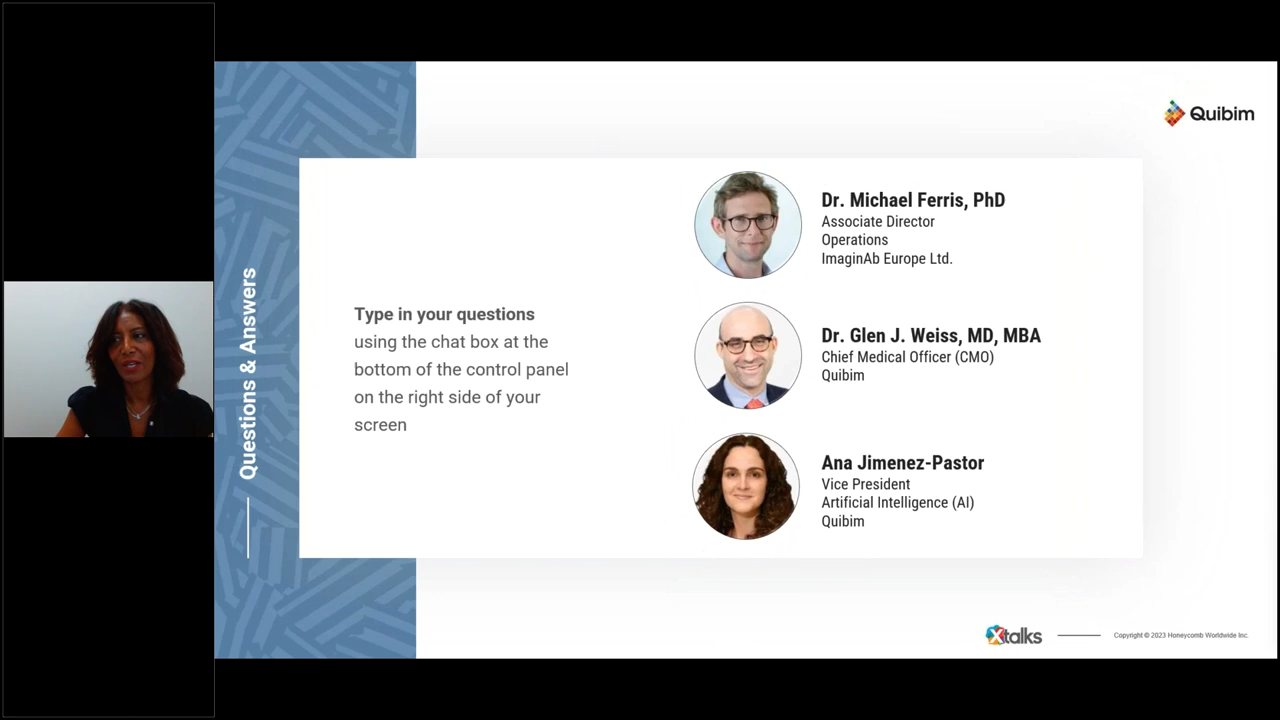 Quibim
Questions & Answers
Type in your questions
using the chat box at the
bottom of the control panel
on the right side of your
screen
Dr. Michael Ferris, PhD
Associate Director
Operations
ImaginAb Europe Ltd.
Dr. Glen J. Weiss, MD, MBA
Chief Medical Officer (CMO)
Quibim
Ana Jimenez-Pastor
Vice President
Artificial Intelligence (AI)
Quibim
Xtalks
Copyright © 2023 Honeycomb Worldwide Inc.